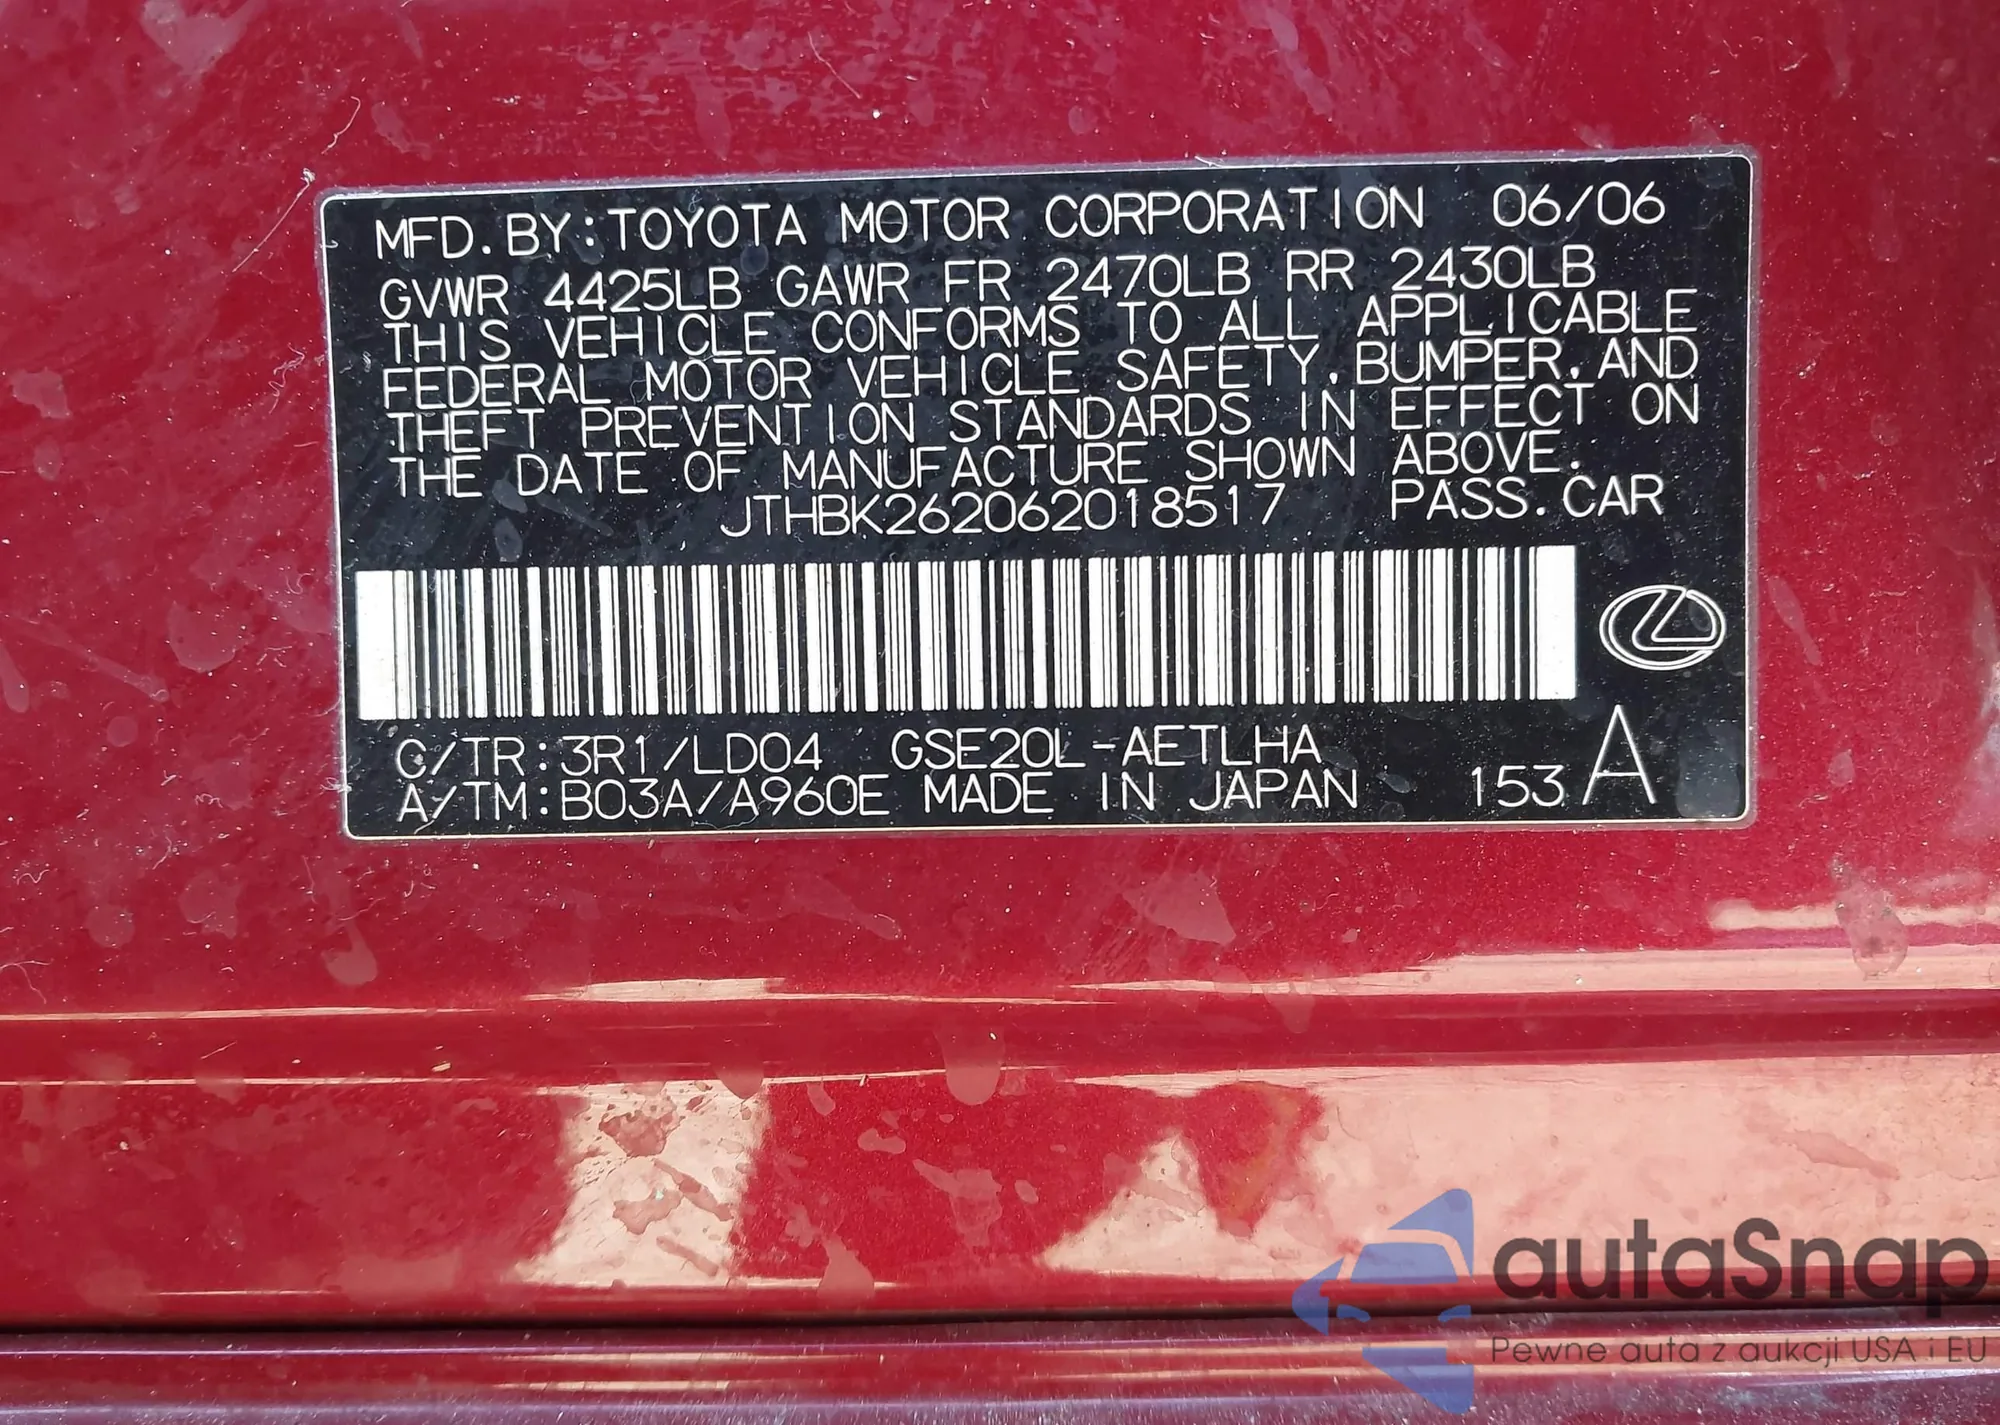 MFD. BY: TOYOTA MOTOR CORPORATION 06/06
GVWR 4425LB GAWR FR 2470LB RR 2430LB
THIS VEHICLE CONFORMS TO ALL APPLICABLE
FEDERAL MOTOR VEHICLE SAFETY, BUMPER, AND
THEFT PREVENTION STANDARDS IN EFFECT ON
THE DATE OF MANUFACTURE SHOWN ABOVE.
JTHBK262062018517 PASS. CAR
C/TR: 3R1/LD04 GSE20L-AETLHA
A/TM: B03A/A960E MADE IN JAPAN 153 A
autaSnap
Pewne auta z aukcji USA i EU